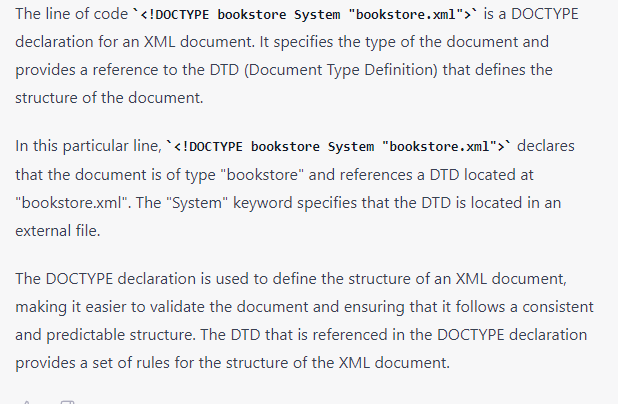 The line of code `<!DOCTYPE bookstore System "bookstore.xml">` is a DOCTYPE
declaration for an XML document. It specifies the type of the document and
provides a reference to the DTD (Document Type Definition) that defines the
structure of the document.
In this particular line, `<!DOCTYPE bookstore System "bookstore.xml">` declares
that the document is of type "bookstore" and references a DTD located at
"bookstore.xml". The "System" keyword specifies that the DTD is located in an
external file.
The DOCTYPE declaration is used to define the structure of an XML document,
making it easier to validate the document and ensuring that it follows a consistent
and predictable structure. The DTD that is referenced in the DOCTYPE declaration
provides a set of rules for the structure of the XML document.